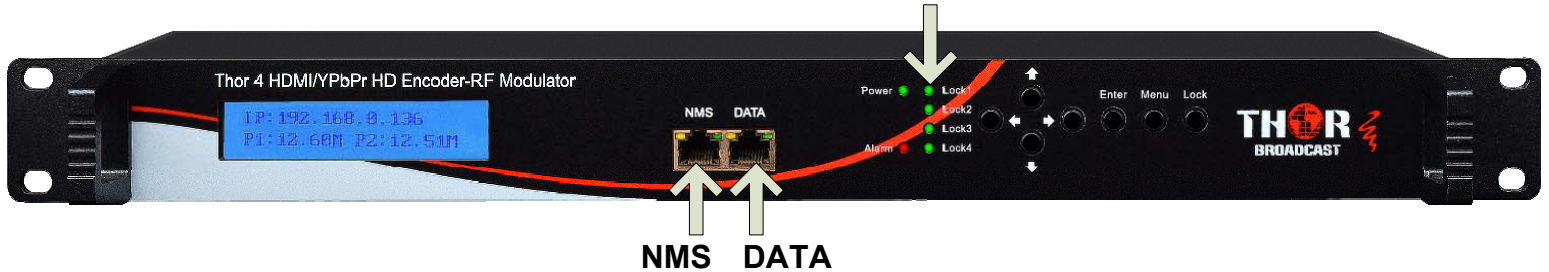 Thor 4 HDMI/YPbPr HD Encoder-RF Modulator
IP:192.168.0.136
P1:12.60M P2:12.51M
NMS DATA
Power Lock1
Lock2
Lock3
Alarm Lock4
Enter Menu Lock
THOR
BROADCAST
NMS DATA